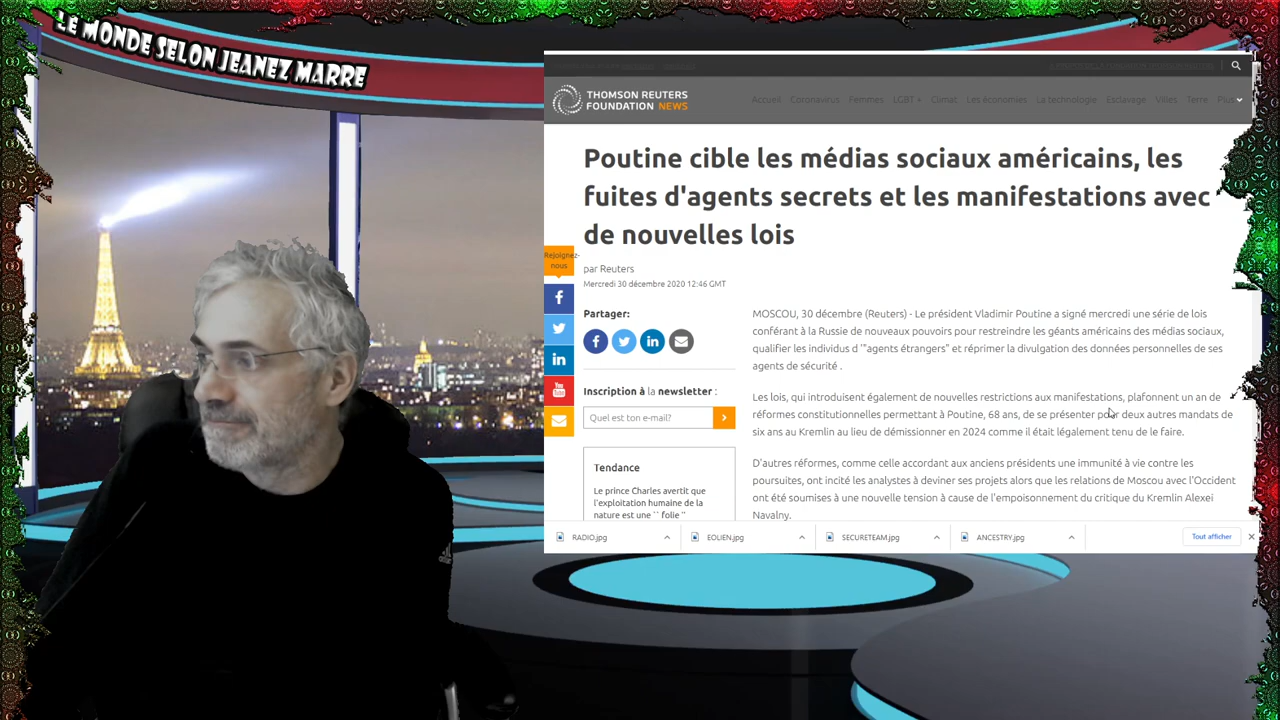 LE MONDE SELON JEANEZ MARRE
THOMSON REUTERS
FOUNDATION NEWS
Accueil Coronavirus Femmes LGBT + Climat Les économies La technologie Esclavage Villes Terre Plus
Poutine cible les médias sociaux américains, les
fuites d'agents secrets et les manifestations avec
de nouvelles lois
Rejoignez-
nous
par Reuters
Mercredi 30 décembre 2020 12:46 GMT
Partager:
Inscription à la newsletter :
Quel est ton e-mail?
Tendance
Le prince Charles avertit que
l'exploitation humaine de la
nature est une `` folie ''
MOSCOU, 30 décembre (Reuters) - Le président Vladimir Poutine a signé mercredi une série de lois
conférant à la Russie de nouveaux pouvoirs pour restreindre les géants américains des médias sociaux,
qualifier les individus d '"agents étrangers" et réprimer la divulgation des données personnelles de ses
agents de sécurité .
Les lois, qui introduisent également de nouvelles restrictions aux manifestations, plafonnent un an de
réformes constitutionnelles permettant à Poutine, 68 ans, de se présenter pour deux autres mandats de
six ans au Kremlin au lieu de démissionner en 2024 comme il était légalement tenu de le faire.
D'autres réformes, comme celle accordant aux anciens présidents une immunité à vie contre les
poursuites, ont incité les analystes à deviner ses projets alors que les relations de Moscou avec l'Occident
ont été soumises à une nouvelle tension à cause de l'empoisonnement du critique du Kremlin Alexei
Navalny.
RADIO.jpg
EOLIEN.jpg
SECURETEAM.jpg
ANCESTRY.jpg
Tout afficher